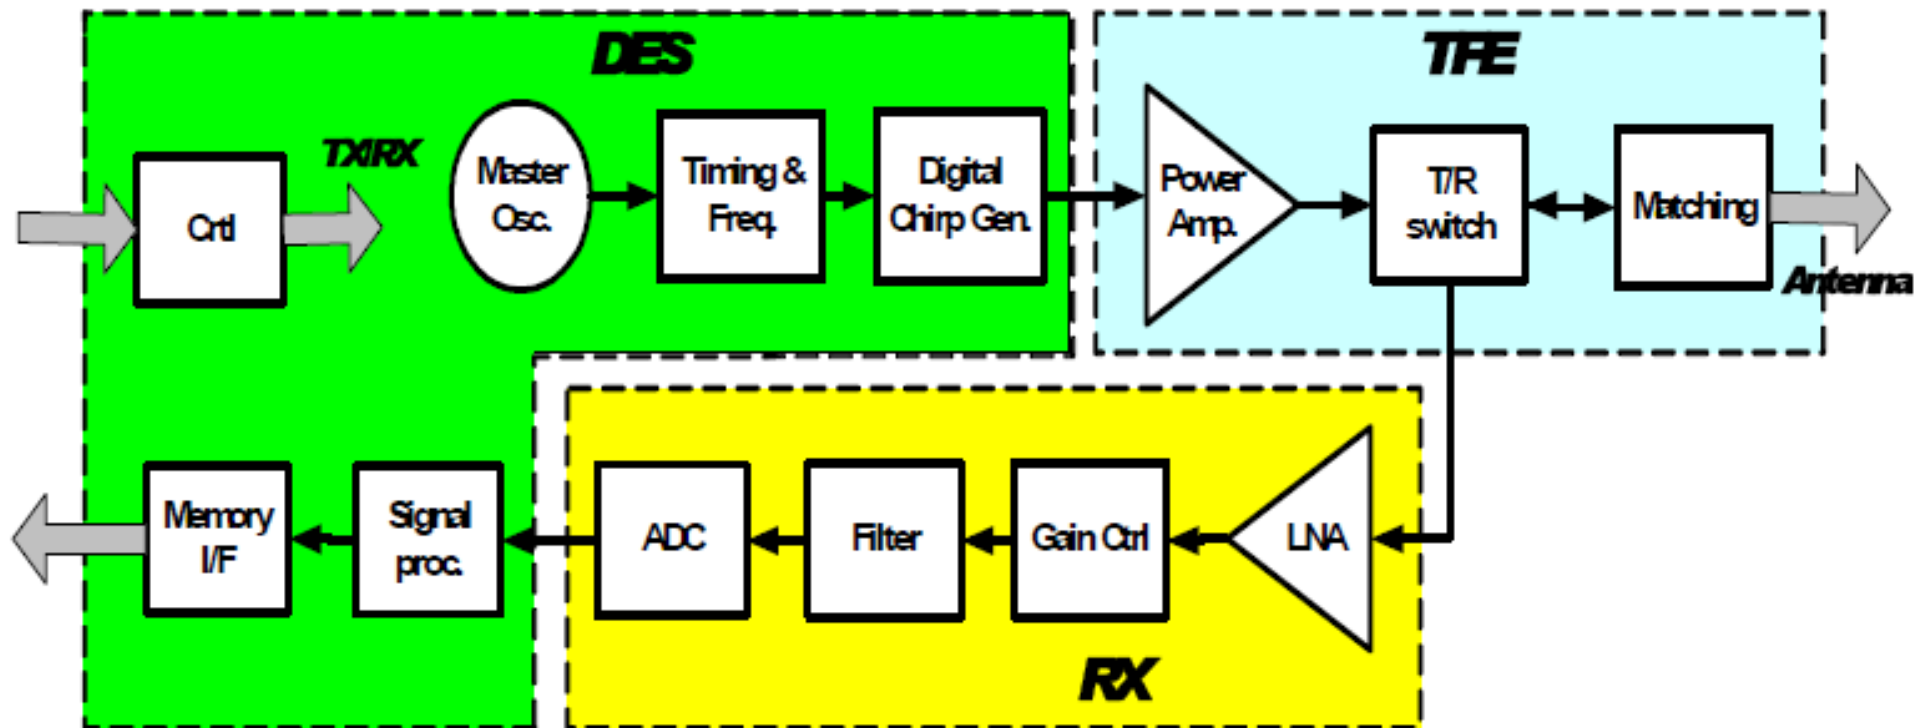 DES
TFE
TX/RX
Crtl
Master
Osc.
Timing &
Freq.
Digital
Chirp Gen.
Power
Amp.
T/R
switch
Matching
Antenna
Memory
I/F
Signal
proc.
ADC
Filter
Gain Ctrl
LNA
RX